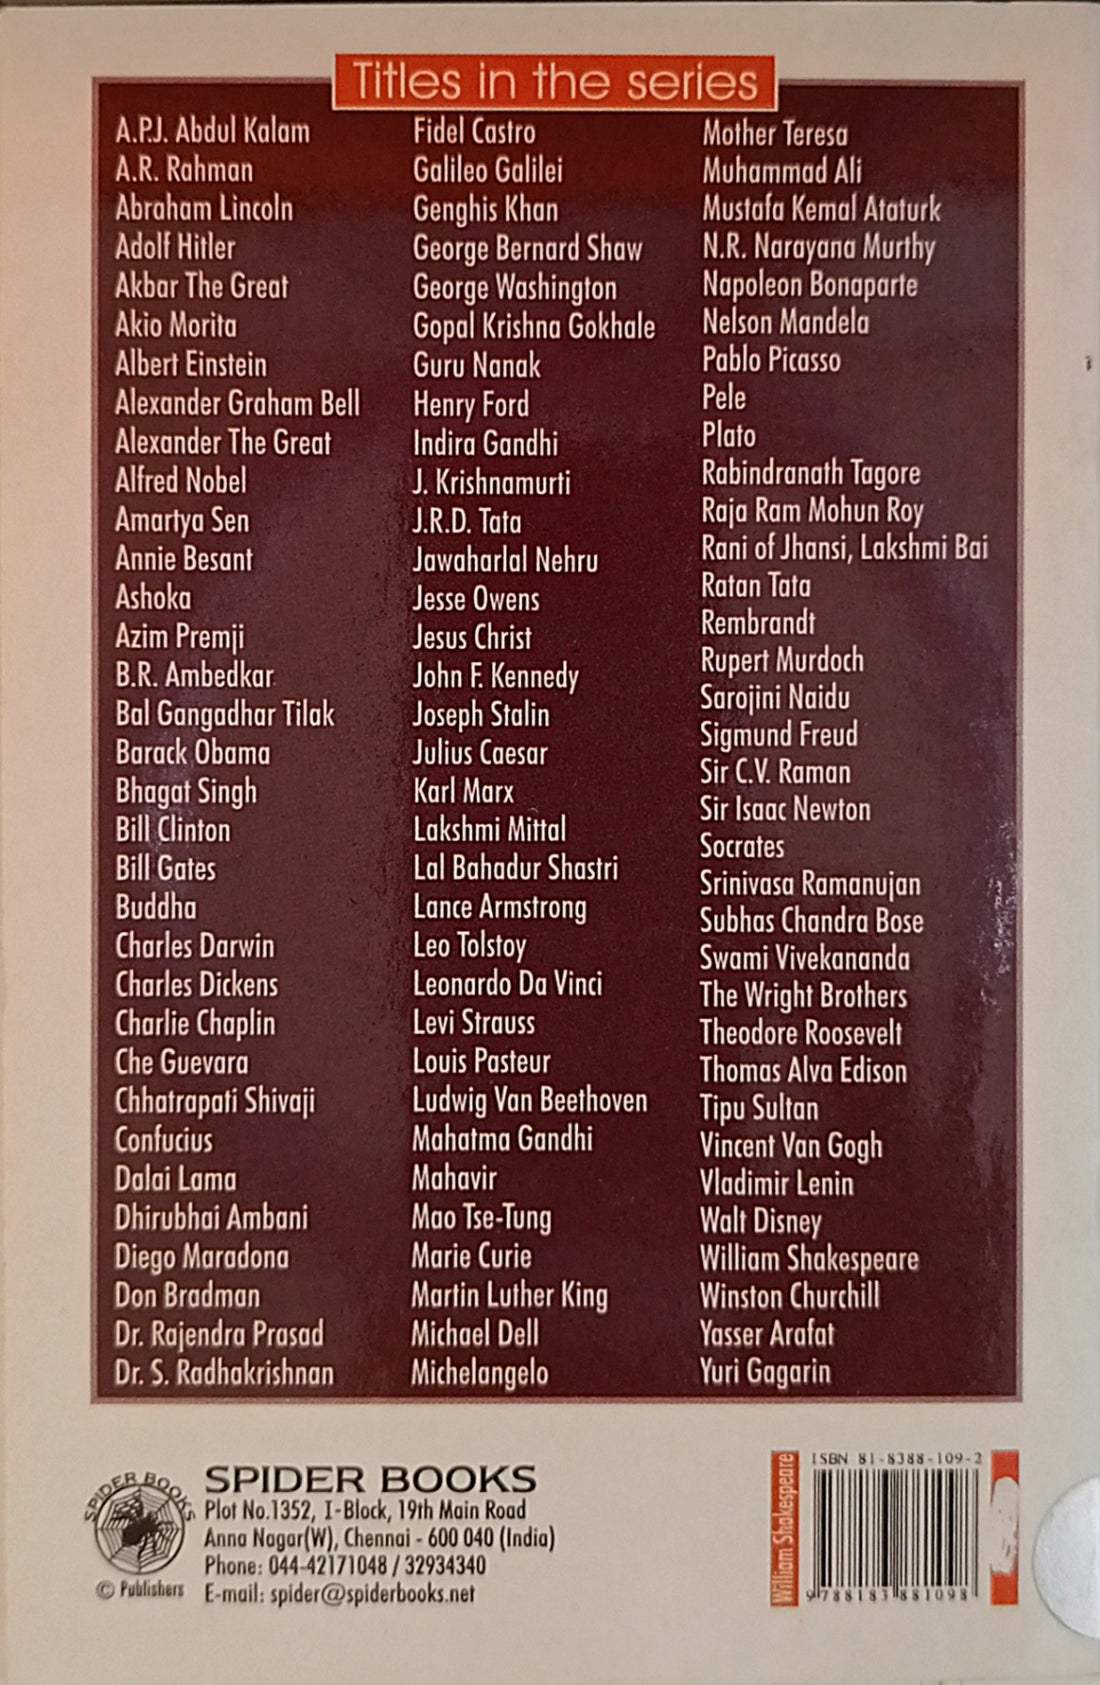 Titles in the series
A.P.J. Abdul Kalam
A.R. Rahman
Abraham Lincoln
Adolf Hitler
Akbar The Great
Akio Morita
Albert Einstein
Alexander Graham Bell
Alexander The Great
Alfred Nobel
Amartya Sen
Annie Besant
Ashoka
Azim Premji
B.R. Ambedkar
Bal Gangadhar Tilak
Barack Obama
Bhagat Singh
Bill Clinton
Bill Gates
Buddha
Charles Darwin
Charles Dickens
Charlie Chaplin
Che Guevara
Chhatrapati Shivaji
Confucius
Dalai Lama
Dhirubhai Ambani
Diego Maradona
Don Bradman
Dr. Rajendra Prasad
Dr. S. Radhakrishnan
Fidel Castro
Galileo Galilei
Genghis Khan
George Bernard Shaw
George Washington
Gopal Krishna Gokhale
Guru Nanak
Henry Ford
Indira Gandhi
J. Krishnamurti
J.R.D. Tata
Jawaharlal Nehru
Jesse Owens
Jesus Christ
John F. Kennedy
Joseph Stalin
Julius Caesar
Karl Marx
Lakshmi Mittal
Lal Bahadur Shastri
Lance Armstrong
Leo Tolstoy
Leonardo Da Vinci
Levi Strauss
Louis Pasteur
Ludwig Van Beethoven
Mahatma Gandhi
Mahavir
Mao Tse-Tung
Marie Curie
Martin Luther King
Michael Dell
Michelangelo
Mother Teresa
Muhammad Ali
Mustafa Kemal Ataturk
N.R. Narayana Murthy
Napoleon Bonaparte
Nelson Mandela
Pablo Picasso
Pele
Plato
Rabindranath Tagore
Raja Ram Mohun Roy
Rani of Jhansi, Lakshmi Bai
Ratan Tata
Rembrandt
Rupert Murdoch
Sarojini Naidu
Sigmund Freud
Sir C.V. Raman
Sir Isaac Newton
Socrates
Srinivasa Ramanujan
Subhas Chandra Bose
Swami Vivekananda
The Wright Brothers
Theodore Roosevelt
Thomas Alva Edison
Tipu Sultan
Vincent Van Gogh
Vladimir Lenin
Walt Disney
William Shakespeare
Winston Churchill
Yasser Arafat
Yuri Gagarin
SPIDER BOOKS
© Publishers
SPIDER BOOKS
Plot No.1352, I-Block, 19th Main Road
Anna Nagar(W), Chennai - 600 040 (India)
Phone: 044-42171048 / 32934340
E-mail: spider@spiderbooks.net
William Shakespeare
ISBN 81-8388-109-2
9 788183 881098